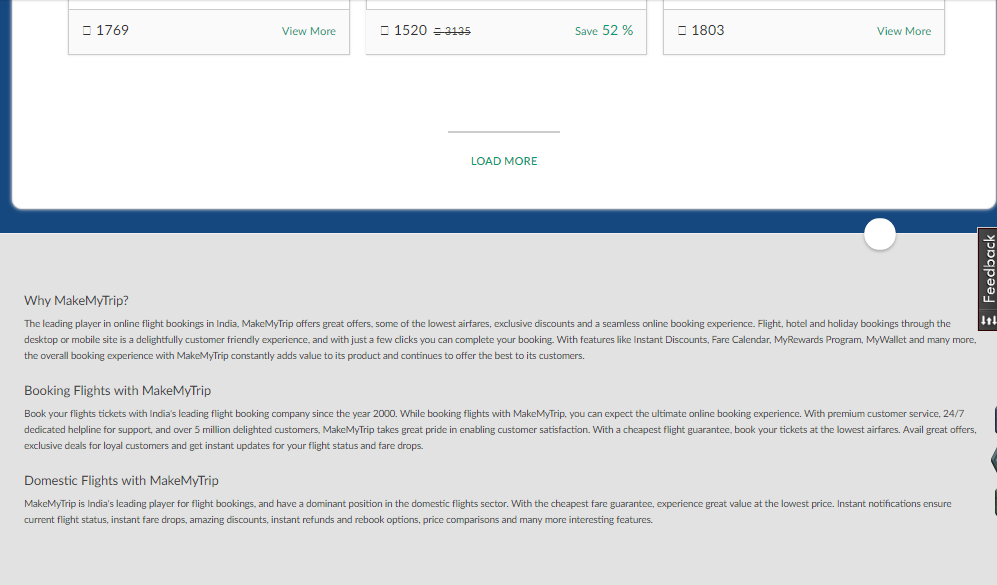 1769 View More
1520 3135 Save 52 %
1803 View More
LOAD MORE
Feedback
Why MakeMyTrip?
The leading player in online flight bookings in India, MakeMyTrip offers great offers, some of the lowest airfares, exclusive discounts and a seamless online booking experience. Flight, hotel and holiday bookings through the
desktop or mobile site is a delightfully customer friendly experience, and with just a few clicks you can complete your booking. With features like Instant Discounts, Fare Calendar, MyRewards Program, MyWallet and many more,
the overall booking experience with MakeMyTrip constantly adds value to its product and continues to offer the best to its customers.
Booking Flights with MakeMyTrip
Book your flights tickets with India's leading flight booking company since the year 2000. While booking flights with MakeMyTrip, you can expect the ultimate online booking experience. With premium customer service, 24/7
dedicated helpline for support, and over 5 million delighted customers, MakeMyTrip takes great pride in enabling customer satisfaction. With a cheapest flight guarantee, book your tickets at the lowest airfares. Avail great offers,
exclusive deals for loyal customers and get instant updates for your flight status and fare drops.
Domestic Flights with MakeMyTrip
MakeMyTrip is India's leading player for flight bookings, and have a dominant position in the domestic flights sector. With the cheapest fare guarantee, experience great value at the lowest price. Instant notifications ensure
current flight status, instant fare drops, amazing discounts, instant refunds and rebook options, price comparisons and many more interesting features.